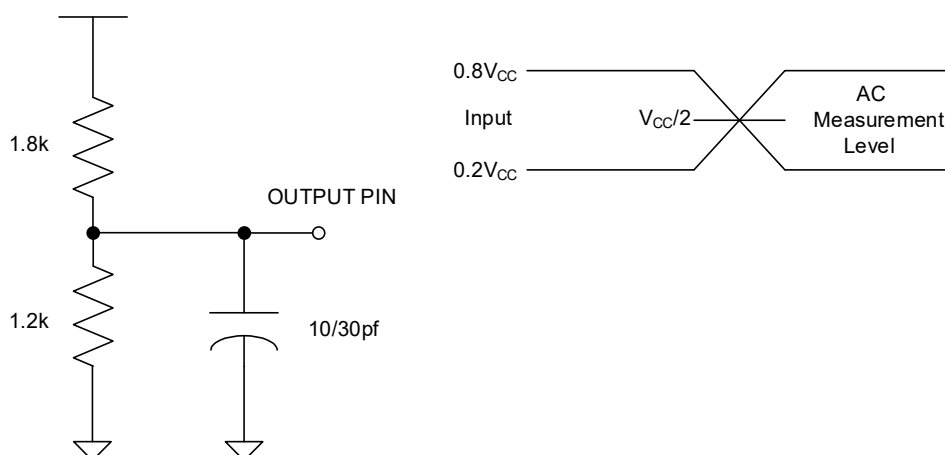 1.8k
OUTPUT PIN
1.2k
10/30pf
0.8VCC
Input
VCC/2
0.2VCC
AC
Measurement
Level